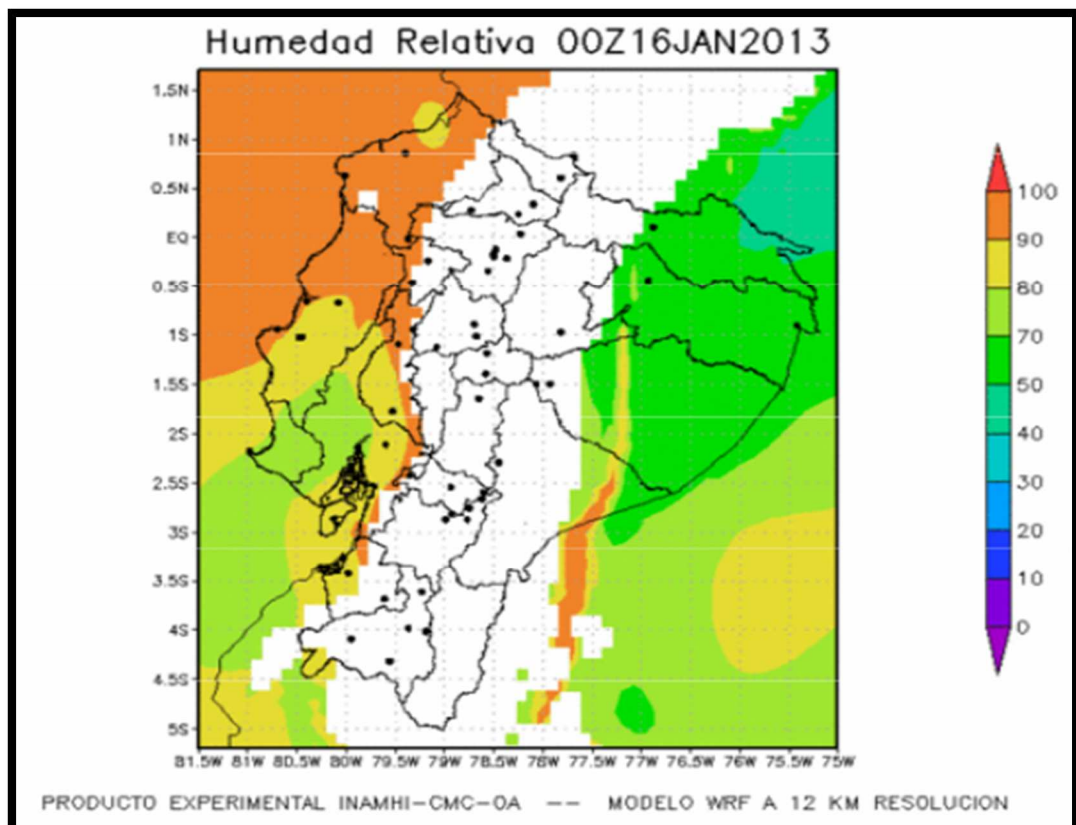 Humedad Relativa 00Z16JAN2013
1.5N
1N
0.5N
EQ
0.5S
1S
1.5S
2S
2.5S
3S
3.5S
4S
4.5S
5S
81.5W 81W 80.5W 80W 79.5W 79W 78.5W 78W 77.5W 77W 76.5W 76W 75.5W 75W
100
90
80
70
50
40
30
20
10
0
PRODUCTO EXPERIMENTAL INAMHI-CMC-OA -- MODELO WRF A 12 KM RESOLUCION